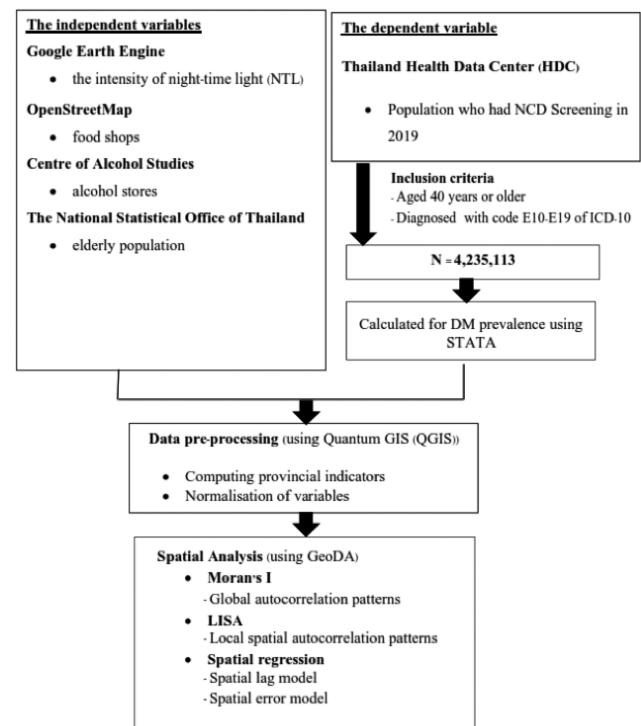 The independent variables
Google Earth Engine
• the intensity of night-time light (NTL)
OpenStreetMap
• food shops
Centre of Alcohol Studies
• alcohol stores
The National Statistical Office of Thailand
• elderly population
The dependent variable
Thailand Health Data Center (HDC)
• Population who had NCD Screening in
2019
Inclusion criteria
- Aged 40 years or older
- Diagnosed with code E10-E19 of ICD-10
N = 4,235,113
Calculated for DM prevalence using
STATA
Data pre-processing (using Quantum GIS (QGIS))
• Computing provincial indicators
• Normalisation of variables
Spatial Analysis (using GeoDA)
• Moran's I
- Global autocorrelation patterns
• LISA
- Local spatial autocorrelation patterns
• Spatial regression
- Spatial lag model
- Spatial error model